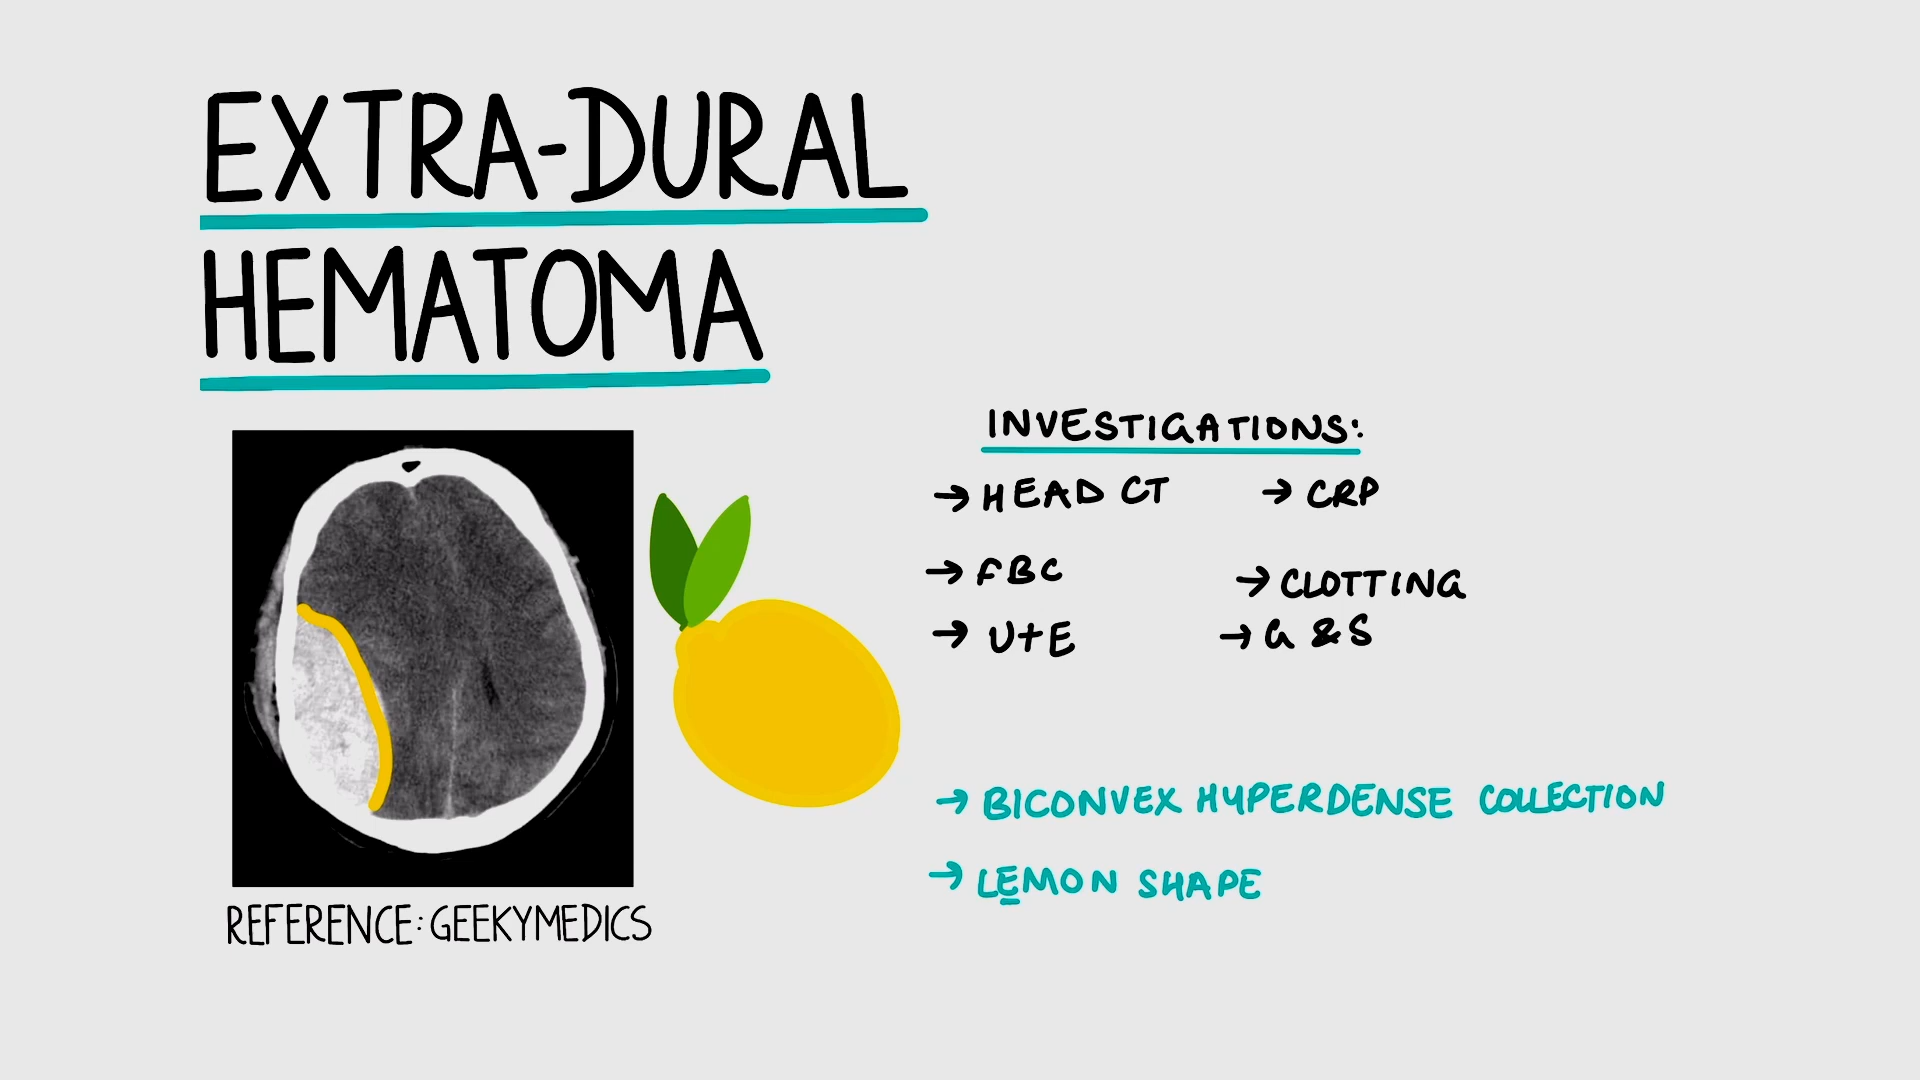 EXTRA-DURAL
HEMATOMA
INVESTIGATIONS:
→ HEAD CT → CRP
→ FBC → CLOTTING
→ U+E → G &S
→ BICONVEX HYPERDENSE COLLECTION
→ LEMON SHAPE
REFERENCE: GEEKYMEDICS